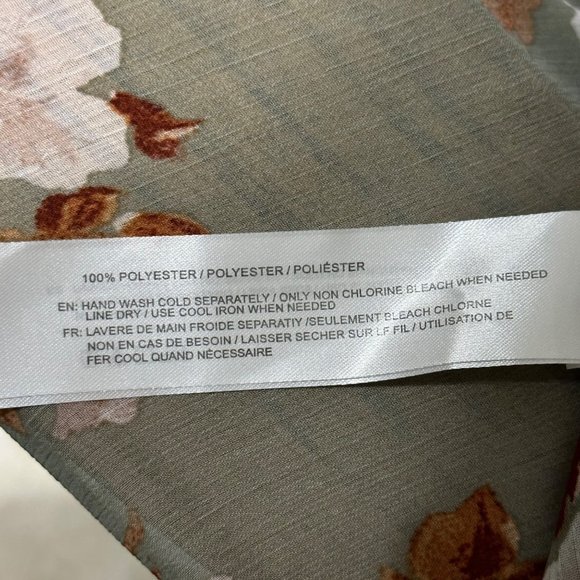 100% POLYESTER / POLYESTER / POLIÉSTER
EN: HAND WASH COLD SEPARATELY / ONLY NON CHLORINE BLEACH WHEN NEEDED
LINE DRY / USE COOL IRON WHEN NEEDED
FR: LAVERE DE MAIN FROIDE SEPARATIY /SEULEMENT BLEACH CHLORNE
NON EN CAS DE BESOIN / LAISSER SECHER SUR LF FIL / UTILISATION DE
FER COOL QUAND NÉCESSAIRE